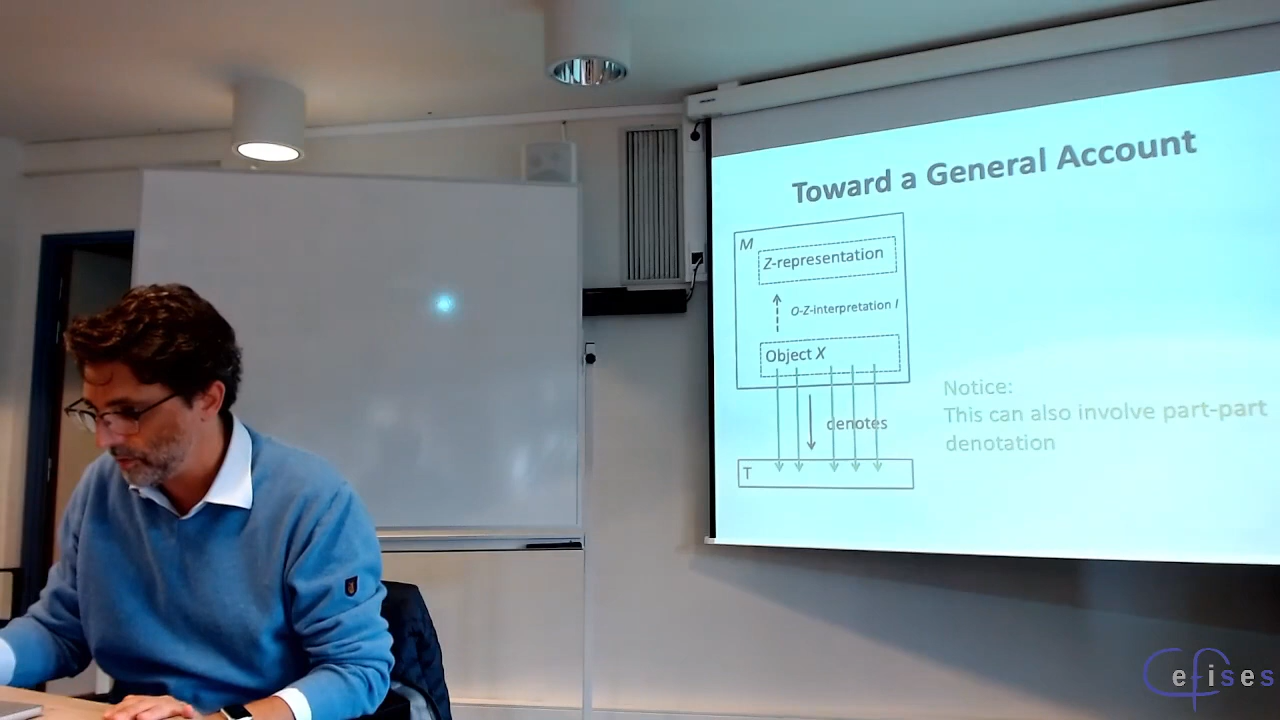 Toward a General Account
M
Z-representation
O-Z-interpretation I
Object X
denotes
T
Notice:
This can also involve part-part
denotation
efises